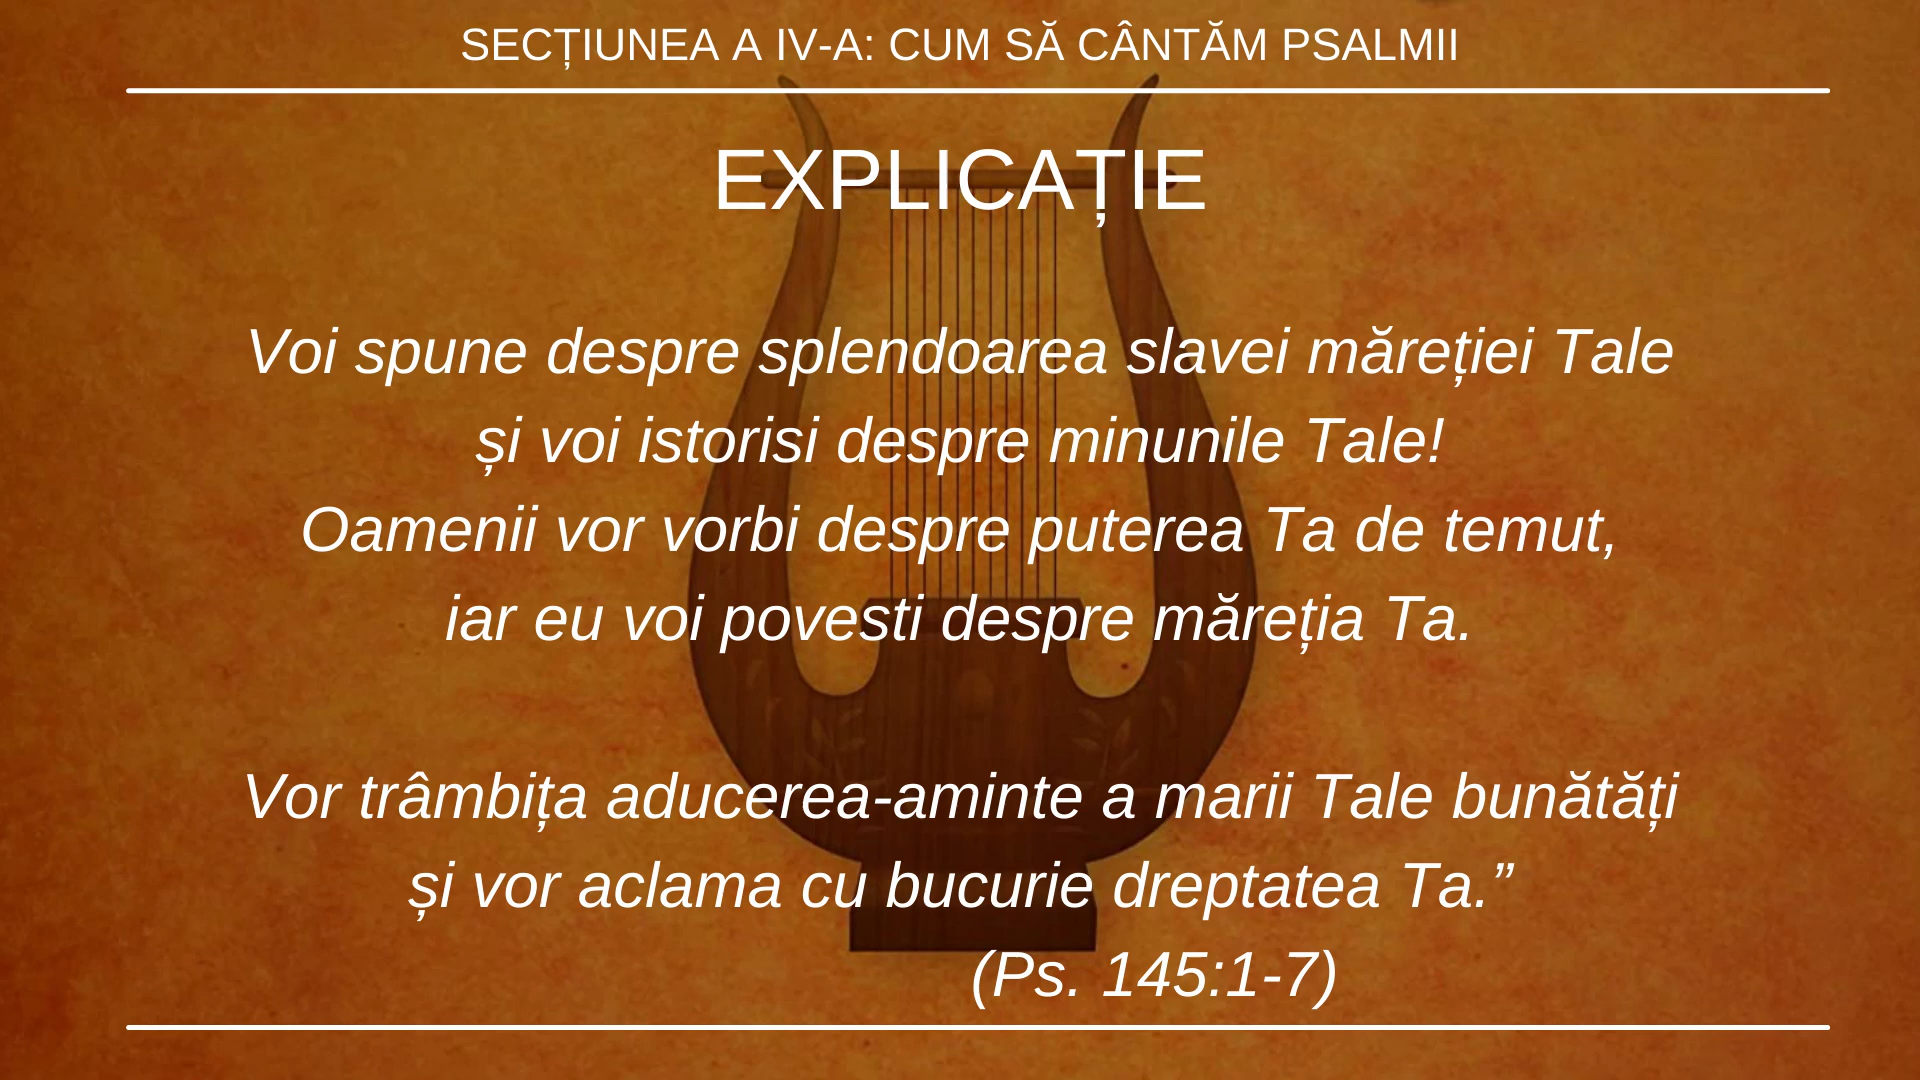 SECȚIUNEA A IV-A: CUM SĂ CÂNTĂM PSALMII
EXPLICAȚIE
Voi spune despre splendoarea slavei măreției Tale
și voi istorisi despre minunile Tale!
Oamenii vor vorbi despre puterea Ta de temut,
iar eu voi povesti despre măreția Ta.
Vor trâmbița aducerea-aminte a marii Tale bunătăți
și vor aclama cu bucurie dreptatea Ta.”
(Ps. 145:1-7)